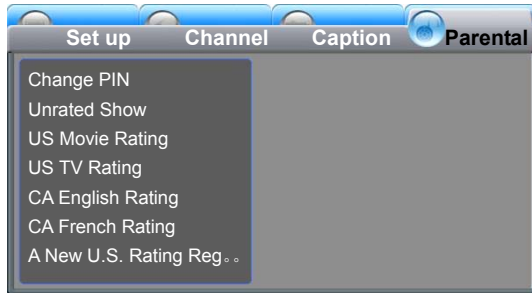 Set up Channel Caption Parental
Change PIN
Unrated Show
US Movie Rating
US TV Rating
CA English Rating
CA French Rating
A New U.S. Rating Reg。。